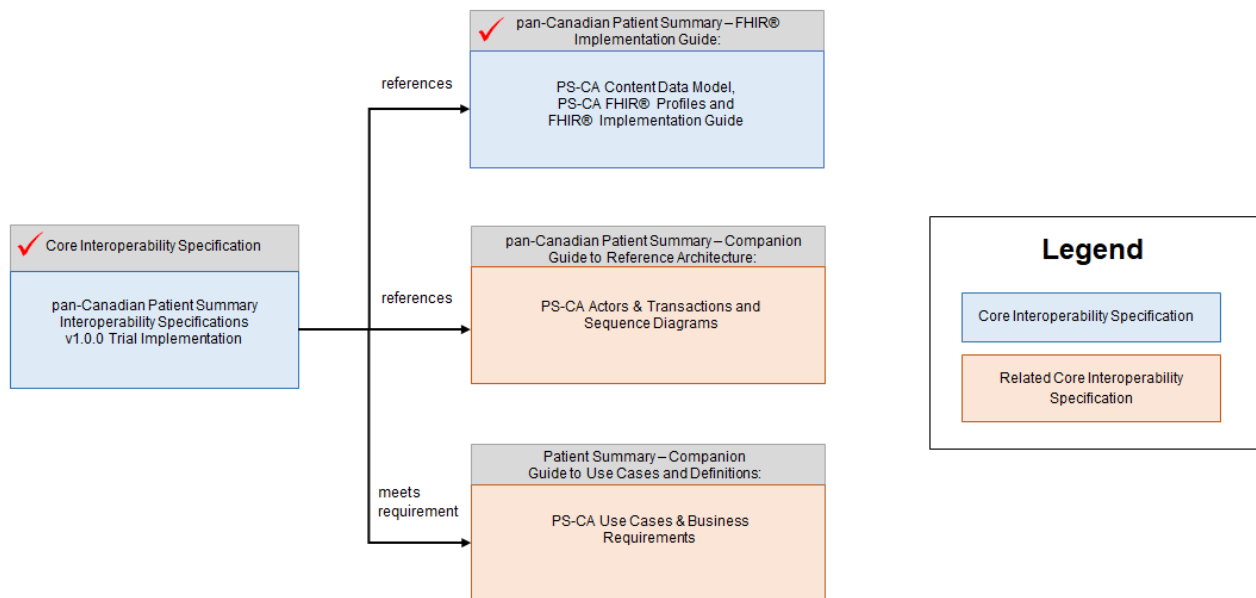 pan-Canadian Patient Summary – FHIR®
Implementation Guide:
PS-CA Content Data Model,
PS-CA FHIR® Profiles and
FHIR® Implementation Guide
references
Core Interoperability Specification
pan-Canadian Patient Summary
Interoperability Specifications
v1.0.0 Trial Implementation
references
pan-Canadian Patient Summary – Companion
Guide to Reference Architecture:
PS-CA Actors & Transactions and
Sequence Diagrams
meets
requirement
Patient Summary – Companion
Guide to Use Cases and Definitions:
PS-CA Use Cases & Business
Requirements
Legend
Core Interoperability Specification
Related Core Interoperability
Specification